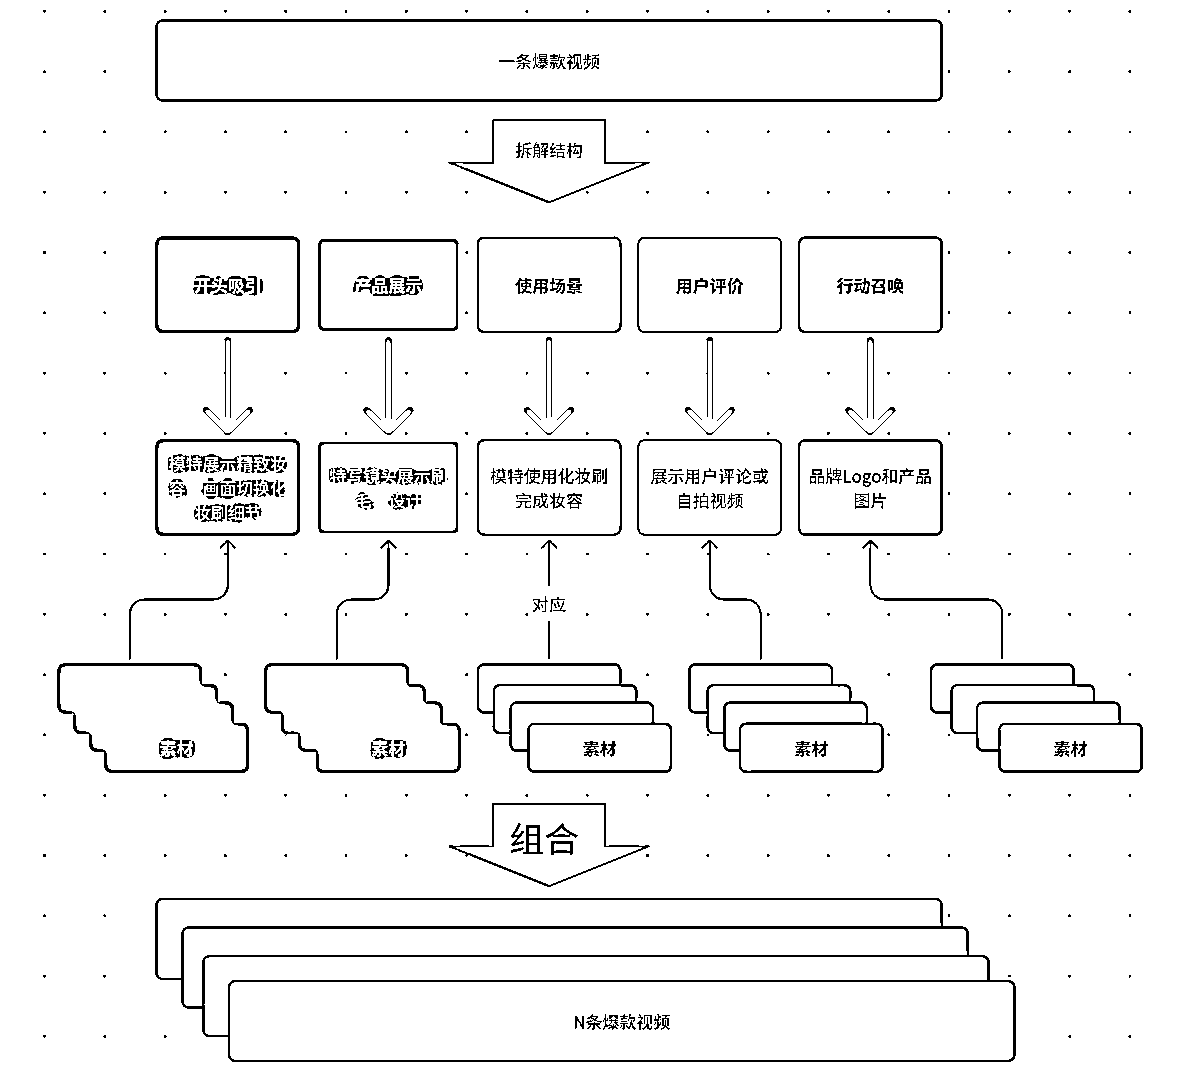 一条爆款视频
拆解结构
开头吸引
产品展示
使用场景
用户评价
行动召唤
模特展示精致妆
容 画面切换化
妆刷细节
特写镜头展示刷
毛 设计
模特使用化妆刷
完成妆容
展示用户评论或
自拍视频
品牌Logo和产品
图片
对应
素材
素材
素材
素材
素材
组合
N条爆款视频